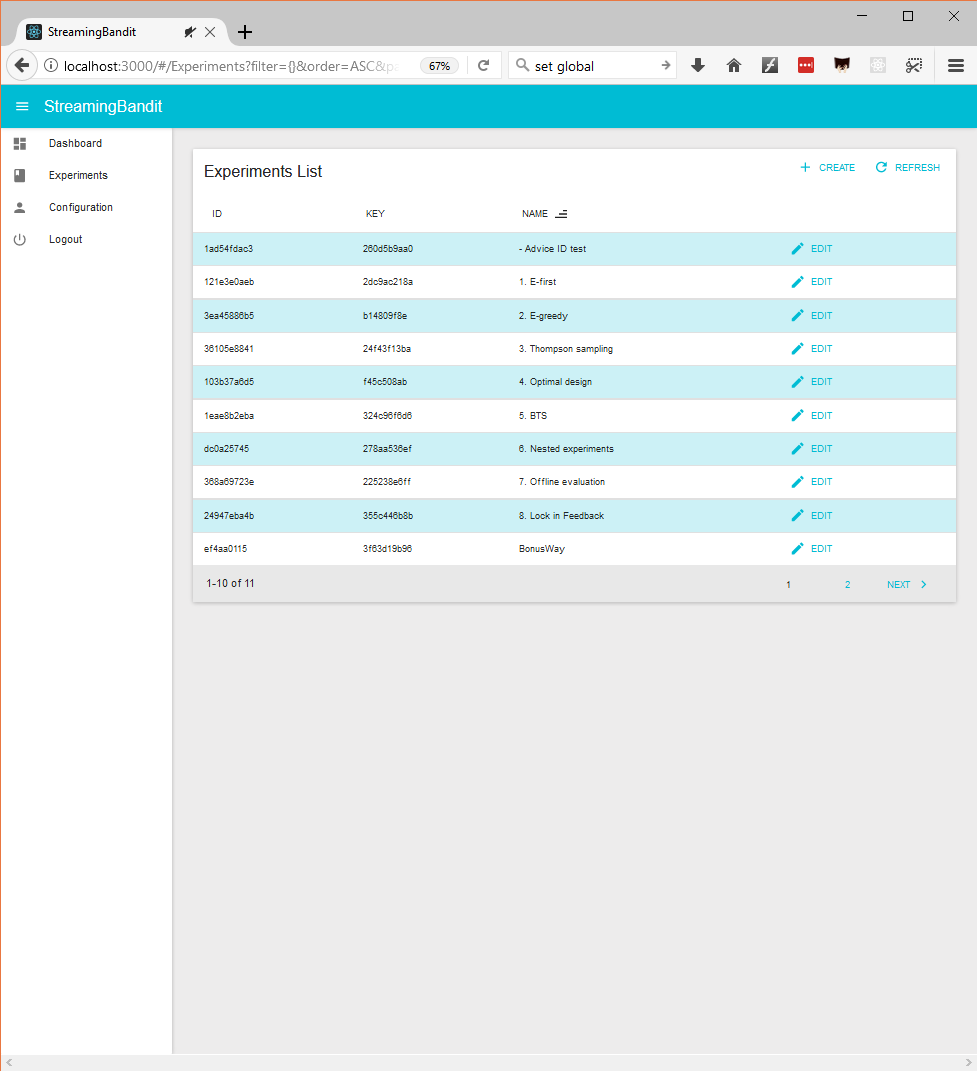 StreamingBandit
localhost:3000/#/Experiments?filter={}&order=ASC&p 67% set global
StreamingBandit
Dashboard
Experiments
Configuration
Logout
Experiments List CREATE REFRESH
ID KEY NAME
1ad54fdac3 260d5b9aa0 - Advice ID test EDIT
121e3e0aeb 2dc9ac218a 1. E-first EDIT
3ea45886b5 b14809f8e 2. E-greedy EDIT
36105e8841 24f43f13ba 3. Thompson sampling EDIT
103b37a6d5 f45c508ab 4. Optimal design EDIT
1eae8b2eba 324c96f6d6 5. BTS EDIT
dc0a25745 278aa536ef 6. Nested experiments EDIT
368a69723e 225238e6ff 7. Offline evaluation EDIT
24947eba4b 355c446b8b 8. Lock in Feedback EDIT
ef4aa0115 3f63d19b96 BonusWay EDIT
1-10 of 11 1 2 NEXT